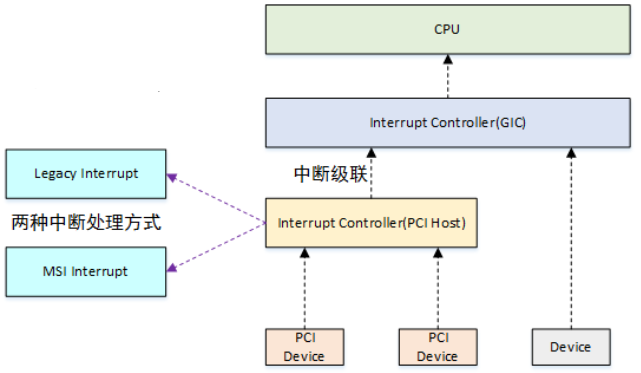 CPU
Interrupt Controller(GIC)
中断级联
Legacy Interrupt
两种中断处理方式
Interrupt Controller(PCI Host)
MSI Interrupt
PCI
Device
PCI
Device
Device